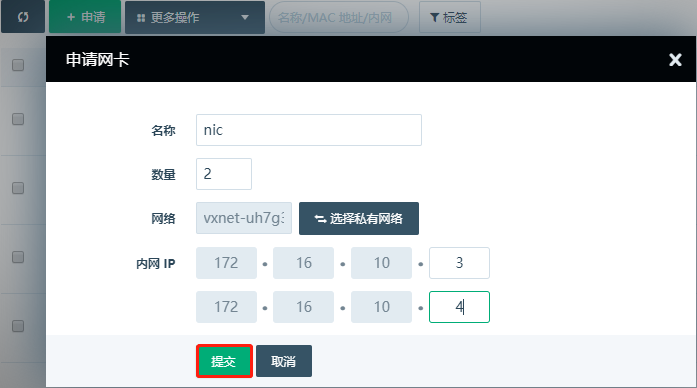 + 申请 更多操作 名称/MAC 地址/内网 标签
申请网卡
名称 nic
数量 2
网络 vxnet-uh7g 选择私有网络
内网 IP 172 • 16 • 10 • 3
172 • 16 • 10 • 4
提交 取消